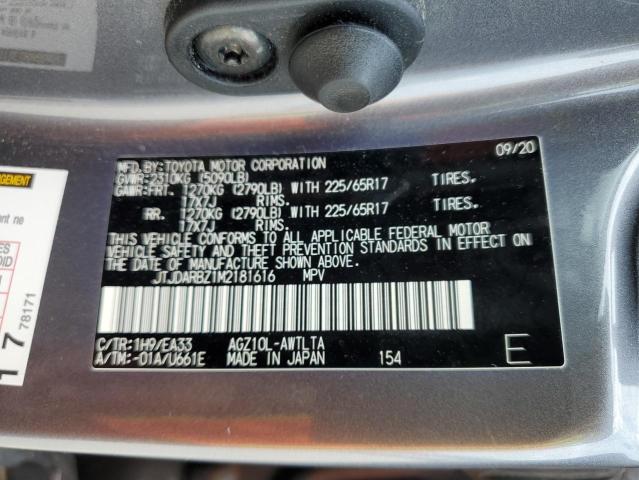 MFD.BY:TOYOTA MOTOR CORPORATION 09/20
GVWR:2310KG (5090LB)
GAWR:FRT. 1270KG (2790LB) WITH 225/65R17 TIRES.
17X7J RIMS.
RR. 1270KG (2790LB) WITH 225/65R17 TIRES.
17X7J RIMS.
THIS VEHICLE CONFORMS TO ALL APPLICABLE FEDERAL MOTOR
VEHICLE SAFETY AND THEFT PREVENTION STANDARDS IN EFFECT ON
THE DATE OF MANUFACTURE SHOWN ABOVE.
JTJDARBZ1M2181616 MPV
C/TR:1H9/EA33 AGZ10L-AWTLTA
A/TM:-01A/U661E MADE IN JAPAN 154 E
78171